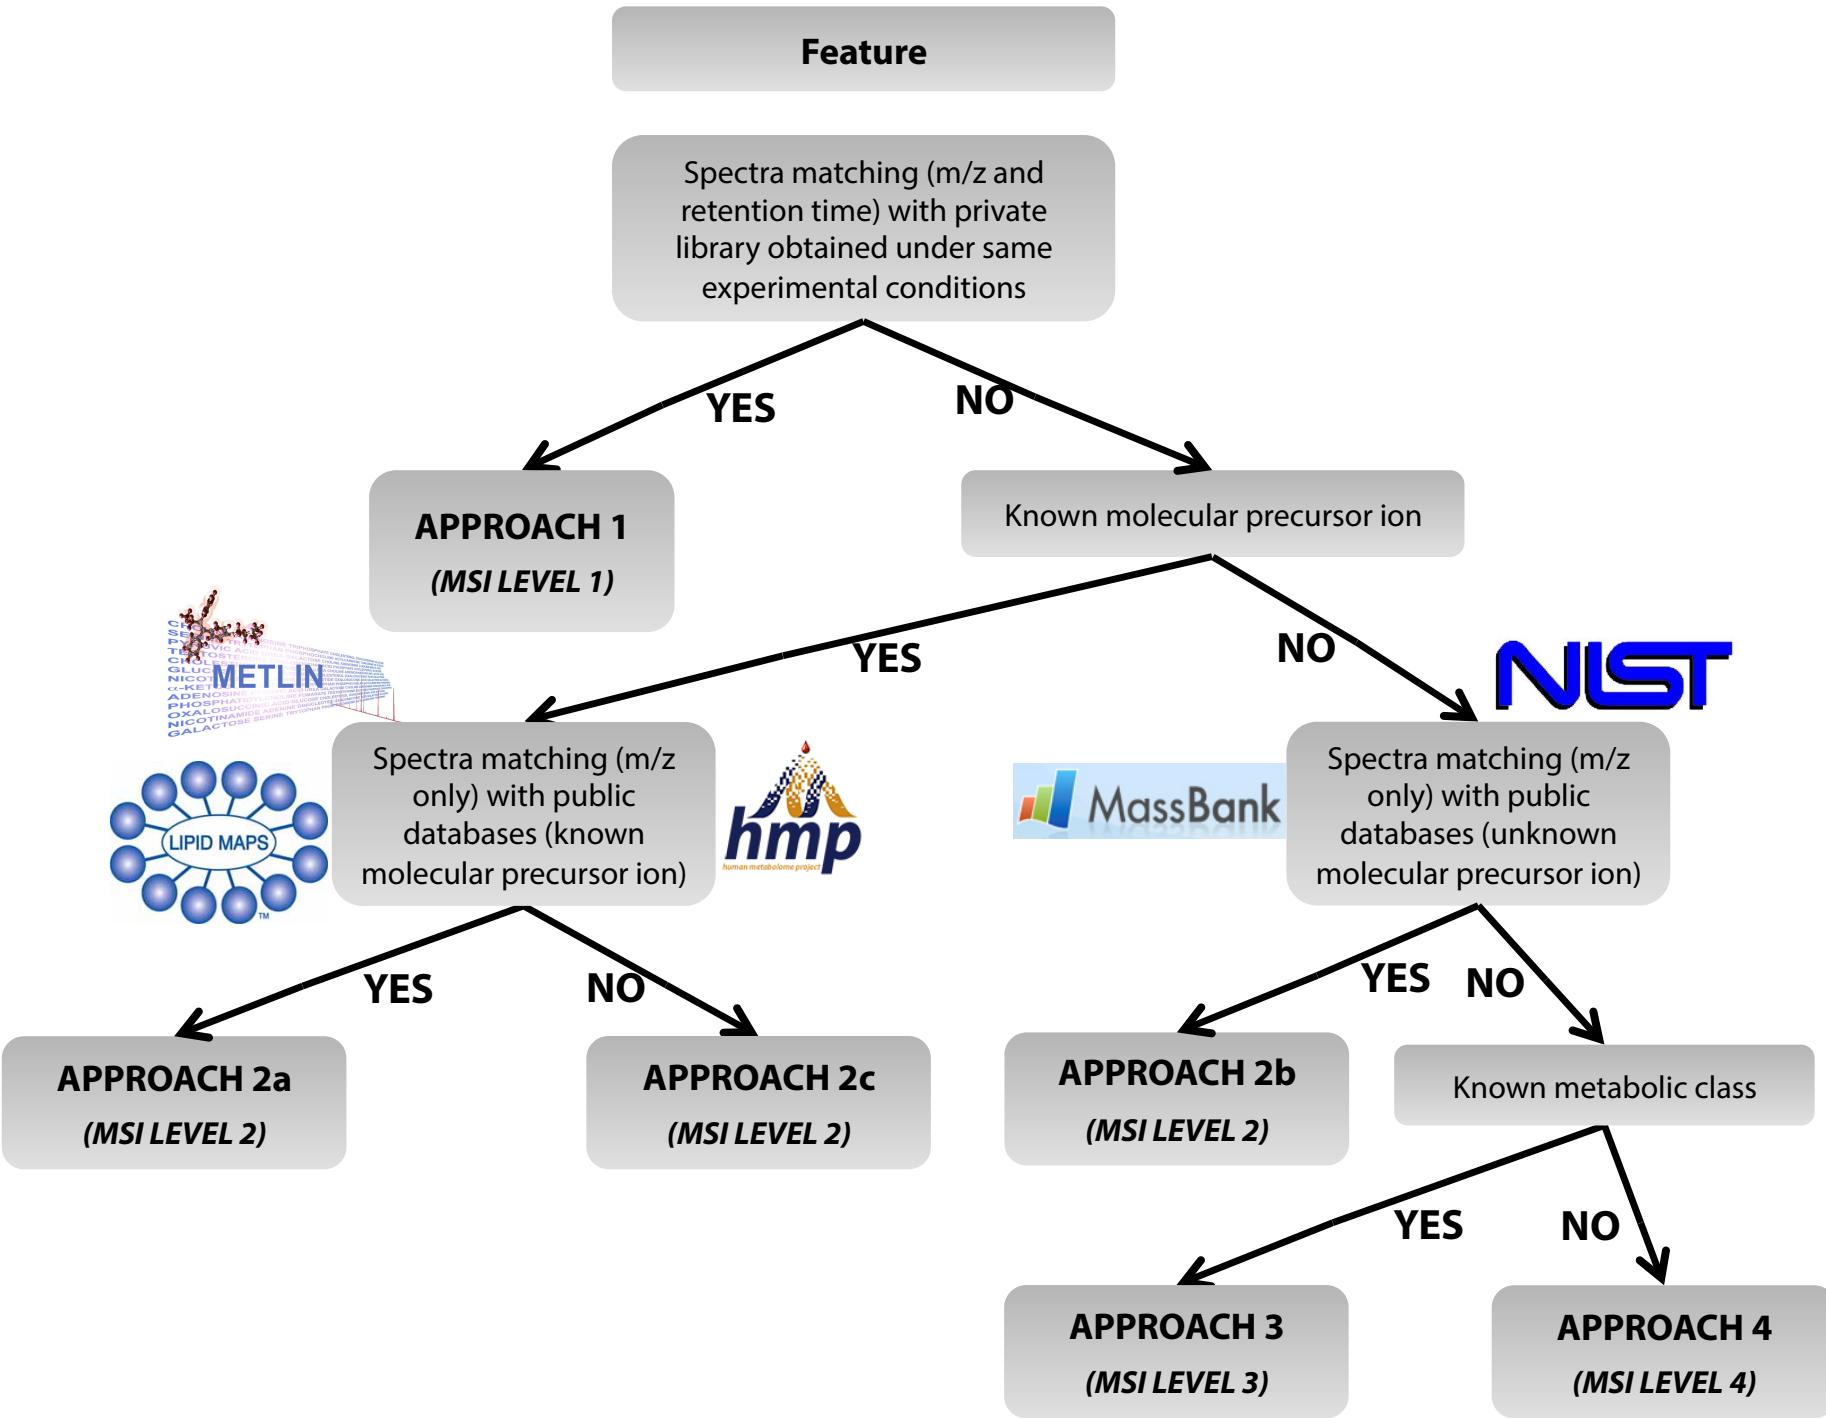 Feature
Spectra matching (m/z and
retention time) with private
library obtained under same
experimental conditions
YES
NO
APPROACH 1
(MSI LEVEL 1)
Known molecular precursor ion
YES
NO
METLIN
NIST
Spectra matching (m/z
only) with public
databases (known
molecular precursor ion)
LIPID MAPS
TM
hmp
human metabolome project
MassBank
Spectra matching (m/z
only) with public
databases (unknown
molecular precursor ion)
YES
NO
YES
NO
APPROACH 2a
(MSI LEVEL 2)
APPROACH 2c
(MSI LEVEL 2)
APPROACH 2b
(MSI LEVEL 2)
Known metabolic class
YES
NO
APPROACH 3
(MSI LEVEL 3)
APPROACH 4
(MSI LEVEL 4)